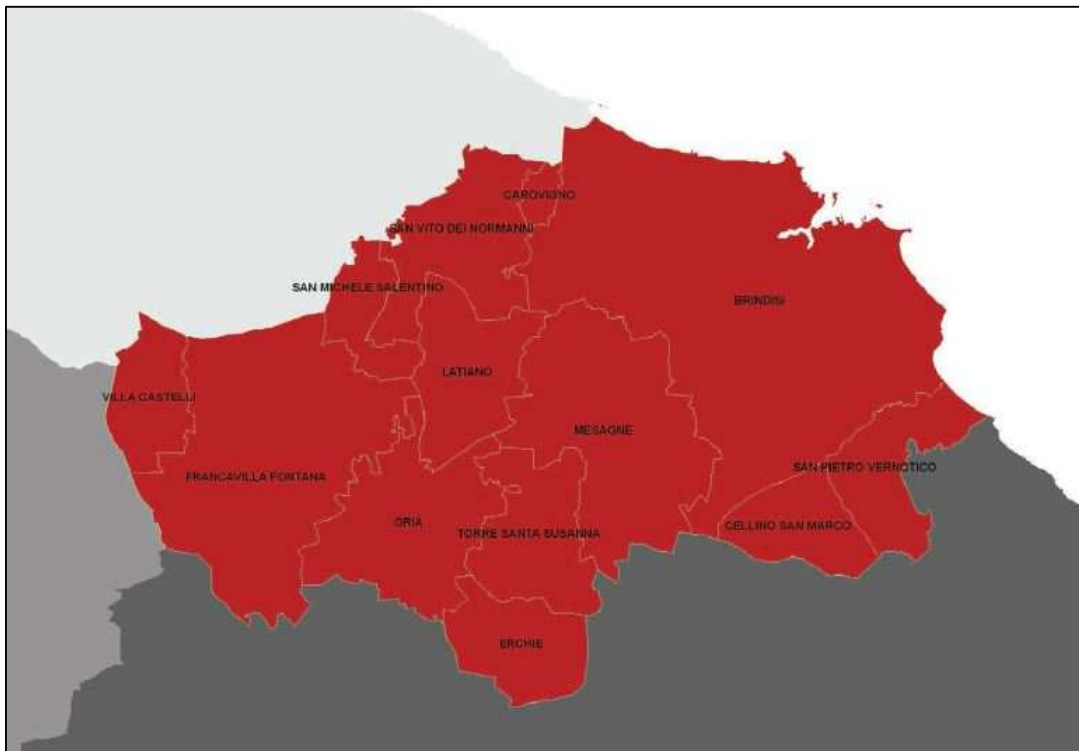 CAROVIGNO
SAN VITO DEI NORMANNI
SAN MICHELE SALENTINO
BRINDISI
LATIANO
VILLA CASTELLI
MESAGNE
SAN PIETRO VERNOTICO
FRANCAVILLA FONTANA
ORIA
CELLINO SAN MARCO
TORRE SANTA SUSANNA
ERCHIE